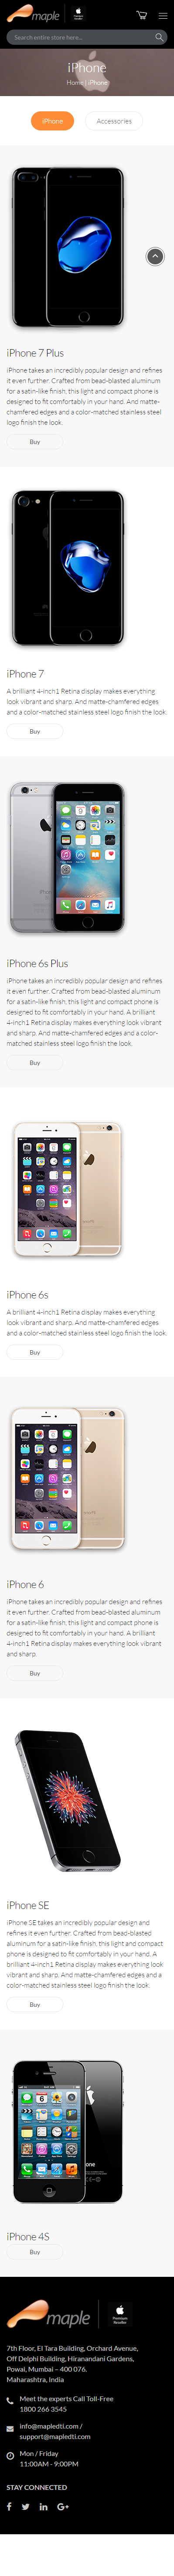 maple
Search entire store here...
iPhone
Home | iPhone
iPhone
Accessories
iPhone 7 Plus
iPhone takes an incredibly popular design and refines
it even further. Crafted from bead-blasted aluminum
for a satin-like finish, this light and compact phone is
designed to fit comfortably in your hand. And matte-
chamfered edges and a color-matched stainless steel
logo finish the look.
Buy
iPhone 7
A brilliant 4-inch1 Retina display makes everything
look vibrant and sharp. And matte-chamfered edges
and a color-matched stainless steel logo finish the look.
Buy
iPhone 6s Plus
iPhone takes an incredibly popular design and refines
it even further. Crafted from bead-blasted aluminum
for a satin-like finish, this light and compact phone is
designed to fit comfortably in your hand. A brilliant
4-inch1 Retina display makes everything look vibrant
and sharp. And matte-chamfered edges and a color-
matched stainless steel logo finish the look.
Buy
iPhone 6s
A brilliant 4-inch1 Retina display makes everything
look vibrant and sharp. And matte-chamfered edges
and a color-matched stainless steel logo finish the look.
Buy
iPhone 6
iPhone takes an incredibly popular design and refines
it even further. Crafted from bead-blasted aluminum
for a satin-like finish, this light and compact phone is
designed to fit comfortably in your hand. A brilliant
4-inch1 Retina display makes everything look vibrant
and sharp.
Buy
iPhone SE
iPhone SE takes an incredibly popular design and
refines it even further. Crafted from bead-blasted
aluminum for a satin-like finish, this light and compact
phone is designed to fit comfortably in your hand. A
brilliant 4-inch1 Retina display makes everything look
vibrant and sharp. And matte-chamfered edges and a
color-matched stainless steel logo finish the look.
Buy
iPhone 4S
Buy
maple
Premium
Reseller
7th Floor, El Tara Building, Orchard Avenue,
Off Delphi Building, Hiranandani Gardens,
Powai, Mumbai – 400 076.
Maharashtra, India
Meet the experts Call Toll-Free
1800 266 3545
info@mapledti.com /
support@mapledti.com
Mon / Friday
11:00AM - 9:00PM
STAY CONNECTED